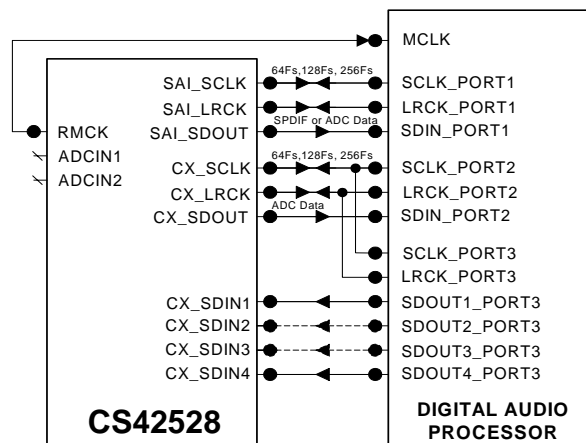 MCLK
64Fs,128Fs, 256Fs
SAI_SCLK SCLK_PORT1
SAI_LRCK LRCK_PORT1
SPDIF or ADC Data
RMCK SAI_SDOUT SDIN_PORT1
ADCIN1
64Fs,128Fs, 256Fs
CX_SCLK SCLK_PORT2
ADCIN2
CX_LRCK LRCK_PORT2
ADC Data
CX_SDOUT SDIN_PORT2
SCLK_PORT3
LRCK_PORT3
CX_SDIN1 SDOUT1_PORT3
CX_SDIN2 SDOUT2_PORT3
CX_SDIN3 SDOUT3_PORT3
CX_SDIN4 SDOUT4_PORT3
CS42528
DIGITAL AUDIO
PROCESSOR